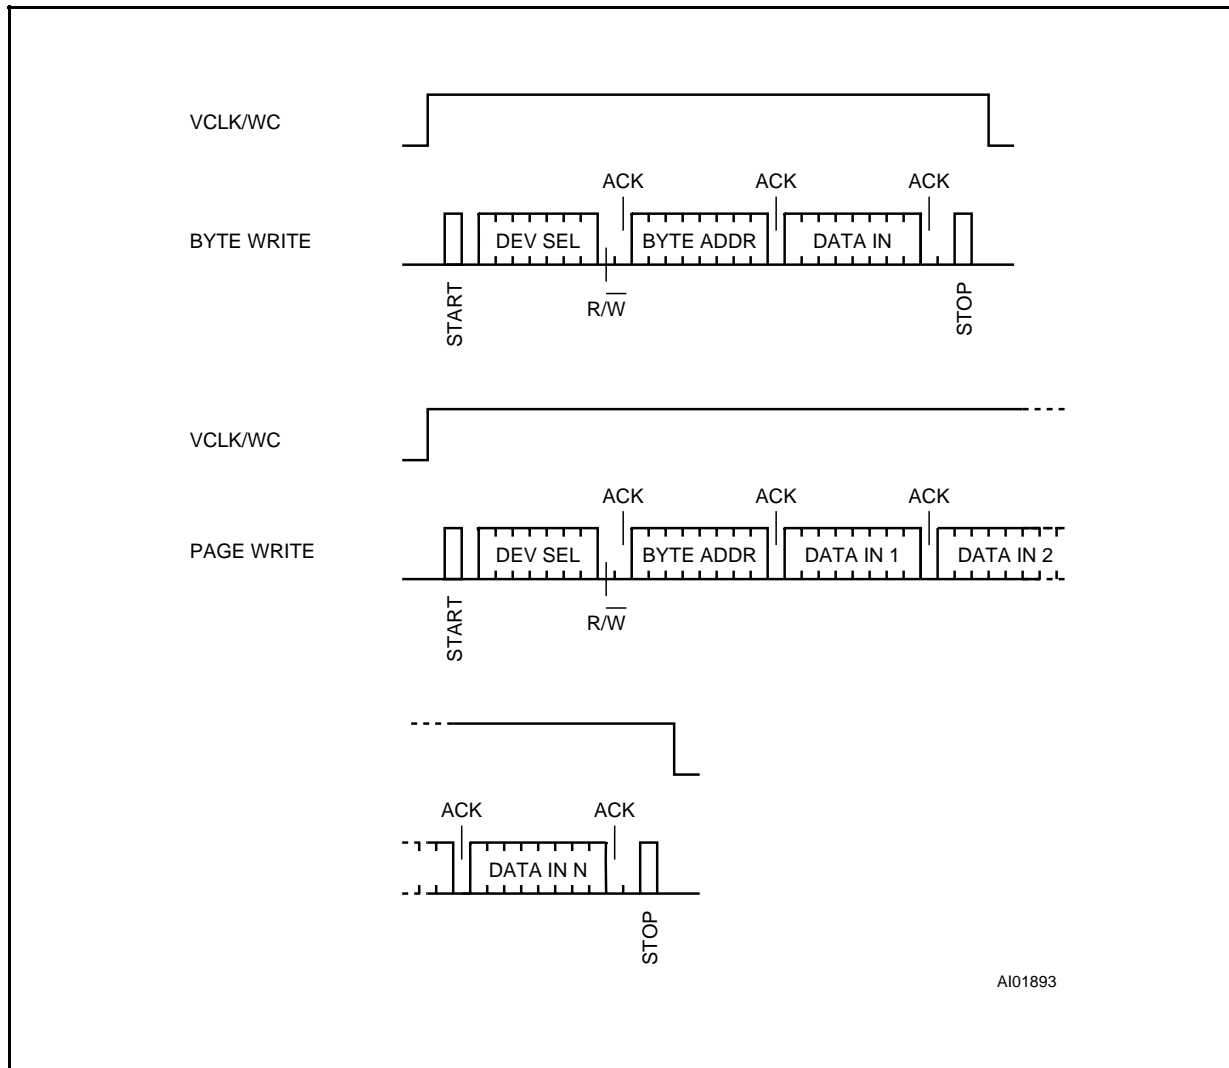 VCLK/WC
ACK ACK ACK
BYTE WRITE DEV SEL BYTE ADDR DATA IN
R/W̅
START STOP
VCLK/WC
ACK ACK ACK
PAGE WRITE DEV SEL BYTE ADDR DATA IN 1 DATA IN 2
R/W̅
START
ACK ACK
DATA IN N
STOP
AI01893